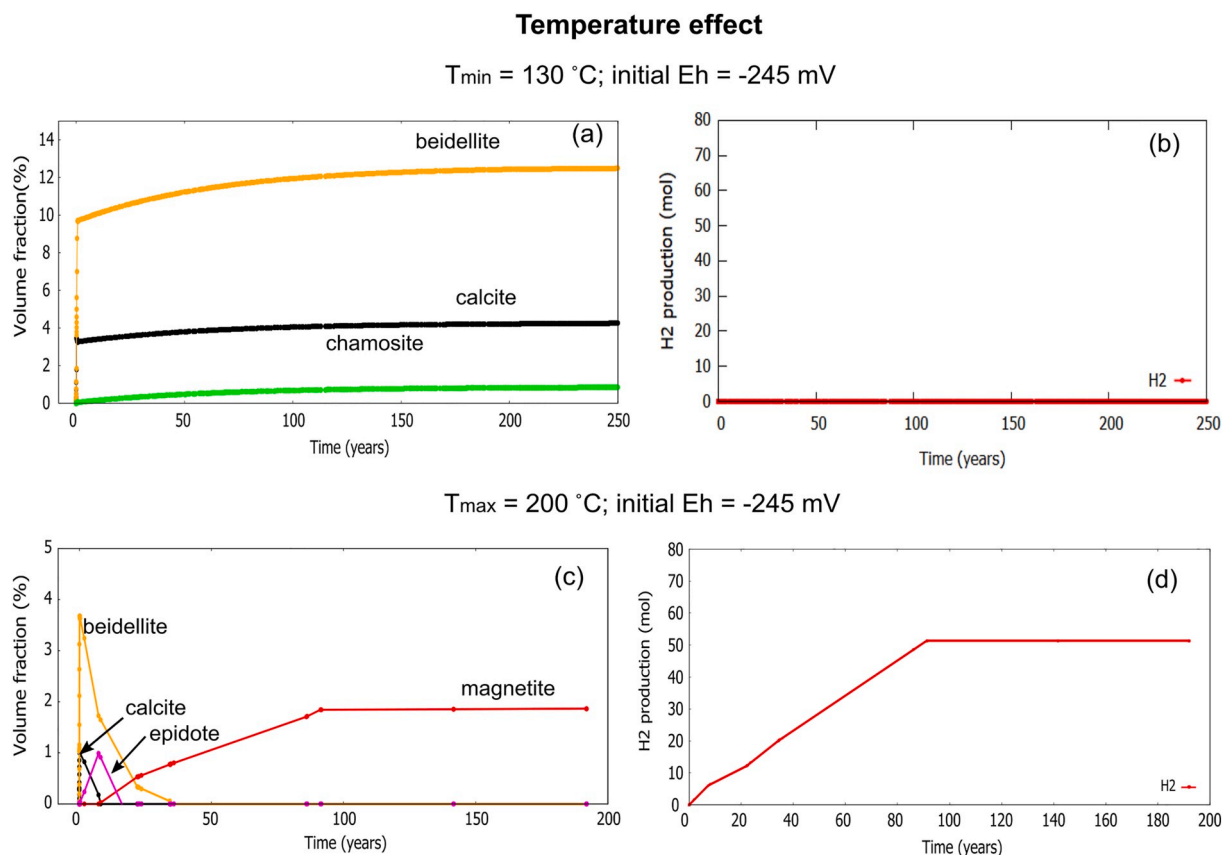 Temperature effect
Tmin = 130 °C; initial Eh = -245 mV
(a)
beidellite
calcite
chamosite
Volume fraction(%)
14
12
10
8
6
4
2
0
0 50 100 150 200 250
Time (years)
(b)
H2 production (mol)
80
70
60
50
40
30
20
10
0
H2
0 50 100 150 200 250
Time (years)
Tmax = 200 °C; initial Eh = -245 mV
(c)
beidellite
calcite
epidote
magnetite
Volume fraction (%)
5
4
3
2
1
0
0 50 100 150 200
Time (years)
(d)
H2 production (mol)
80
70
60
50
40
30
20
10
0
H2
0 20 40 60 80 100 120 140 160 180 200
Time (years)